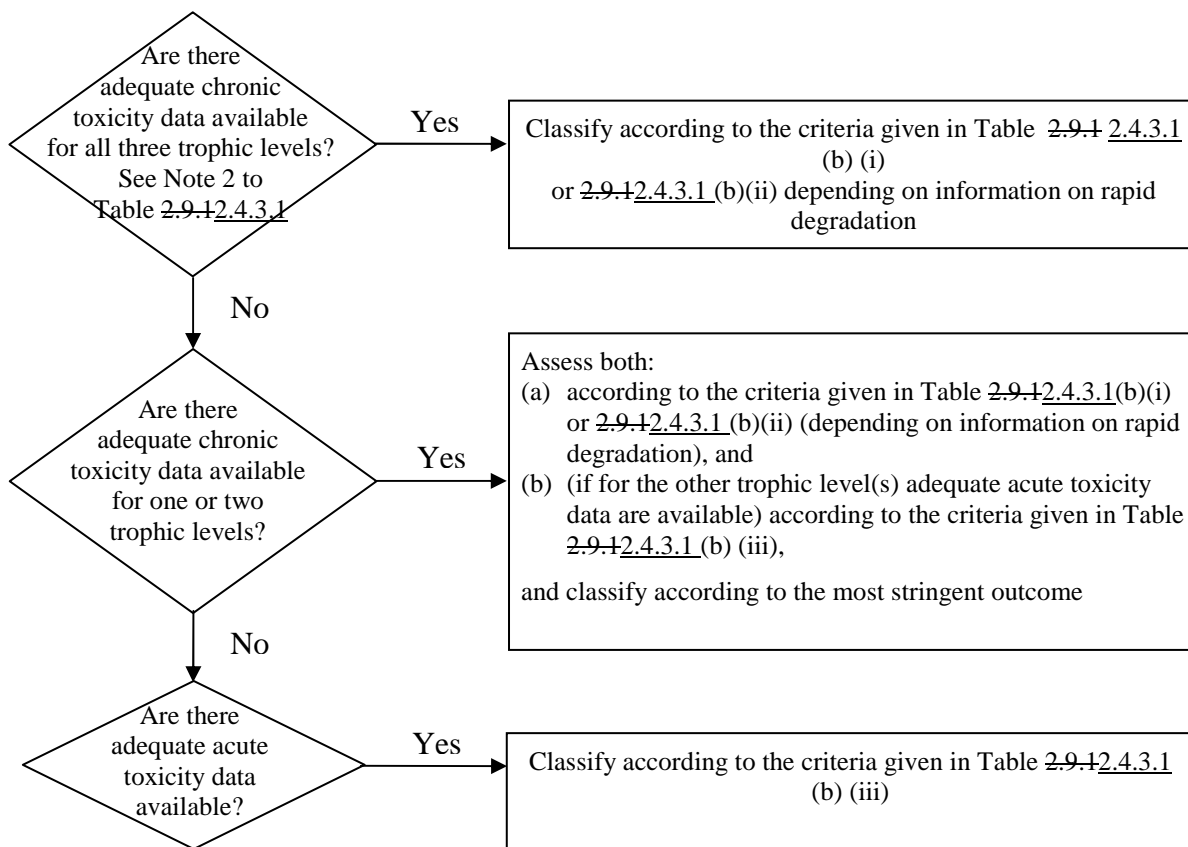 Are there
adequate chronic
toxicity data available
for all three trophic levels?
See Note 2 to
Table 2.9.12.4.3.1
Yes
Classify according to the criteria given in Table 2.9.1 2.4.3.1
(b) (i)
or 2.9.12.4.3.1 (b)(ii) depending on information on rapid
degradation
No
Are there
adequate chronic
toxicity data available
for one or two
trophic levels?
Yes
Assess both:
(a) according to the criteria given in Table 2.9.12.4.3.1(b)(i)
or 2.9.12.4.3.1 (b)(ii) (depending on information on rapid
degradation), and
(b) (if for the other trophic level(s) adequate acute toxicity
data are available) according to the criteria given in Table
2.9.12.4.3.1 (b) (iii),
and classify according to the most stringent outcome
No
Are there
adequate acute
toxicity data
available?
Yes
Classify according to the criteria given in Table 2.9.12.4.3.1
(b) (iii)